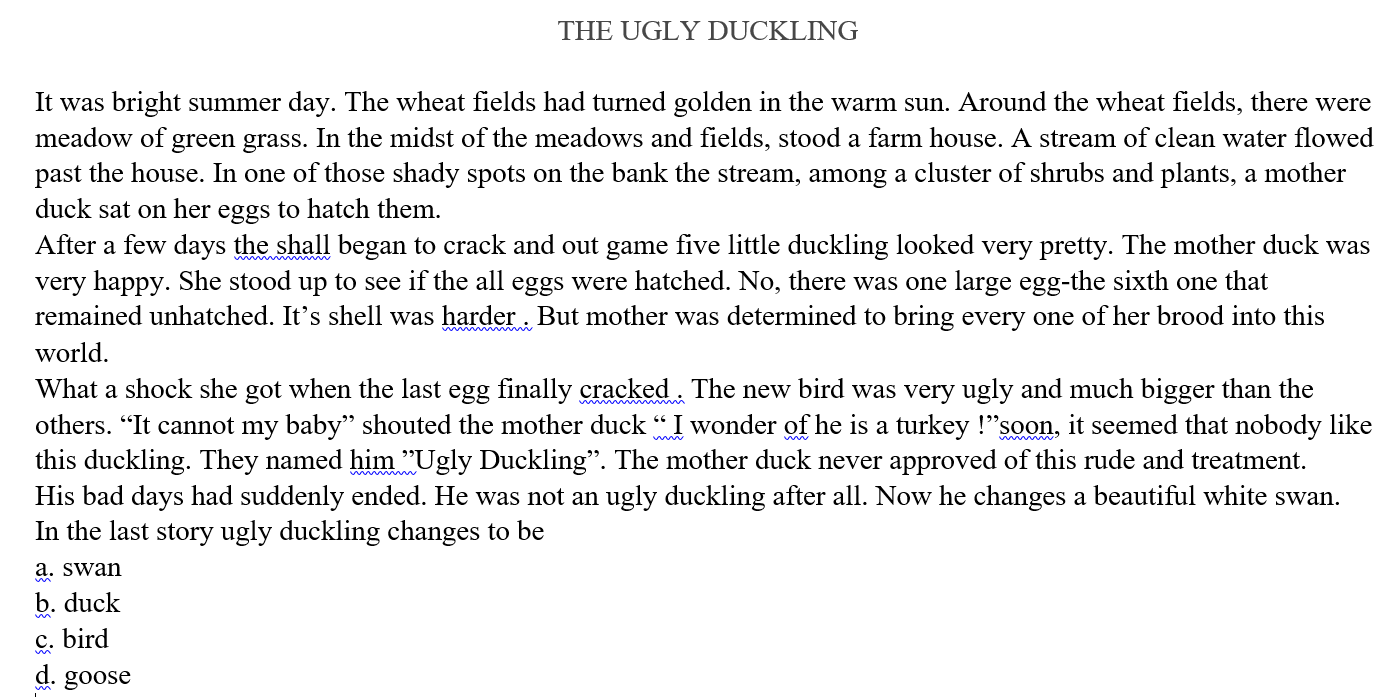 THE UGLY DUCKLING
It was bright summer day. The wheat fields had turned golden in the warm sun. Around the wheat fields, there were
meadow of green grass. In the midst of the meadows and fields, stood a farm house. A stream of clean water flowed
past the house. In one of those shady spots on the bank the stream, among a cluster of shrubs and plants, a mother
duck sat on her eggs to hatch them.
After a few days the shall began to crack and out game five little duckling looked very pretty. The mother duck was
very happy. She stood up to see if the all eggs were hatched. No, there was one large egg-the sixth one that
remained unhatched. It’s shell was harder . But mother was determined to bring every one of her brood into this
world.
What a shock she got when the last egg finally cracked . The new bird was very ugly and much bigger than the
others. “It cannot my baby” shouted the mother duck “ I wonder of he is a turkey !”soon, it seemed that nobody like
this duckling. They named him ”Ugly Duckling”. The mother duck never approved of this rude and treatment.
His bad days had suddenly ended. He was not an ugly duckling after all. Now he changes a beautiful white swan.
In the last story ugly duckling changes to be
a. swan
b. duck
c. bird
d. goose